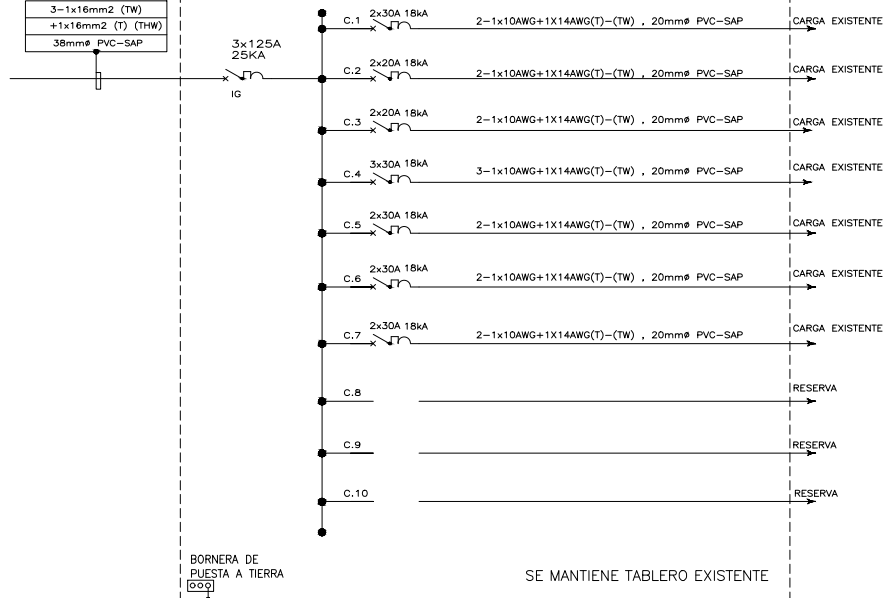 3-1x16mm2 (TW)
+1x16mm2 (T) (THW)
38mmø PVC-SAP
3x125A
25KA
IG
C.1 2x30A 18kA 2-1x10AWG+1X14AWG(T)-(TW) , 20mmø PVC-SAP CARGA EXISTENTE
C.2 2x20A 18kA 2-1x10AWG+1X14AWG(T)-(TW) , 20mmø PVC-SAP CARGA EXISTENTE
C.3 2x20A 18kA 2-1x10AWG+1X14AWG(T)-(TW) , 20mmø PVC-SAP CARGA EXISTENTE
C.4 3x30A 18kA 3-1x10AWG+1X14AWG(T)-(TW) , 20mmø PVC-SAP CARGA EXISTENTE
C.5 2x30A 18kA 2-1x10AWG+1X14AWG(T)-(TW) , 20mmø PVC-SAP CARGA EXISTENTE
C.6 2x30A 18kA 2-1x10AWG+1X14AWG(T)-(TW) , 20mmø PVC-SAP CARGA EXISTENTE
C.7 2x30A 18kA 2-1x10AWG+1X14AWG(T)-(TW) , 20mmø PVC-SAP CARGA EXISTENTE
C.8 RESERVA
C.9 RESERVA
C.10 RESERVA
BORNERA DE
PUESTA A TIERRA
SE MANTIENE TABLERO EXISTENTE